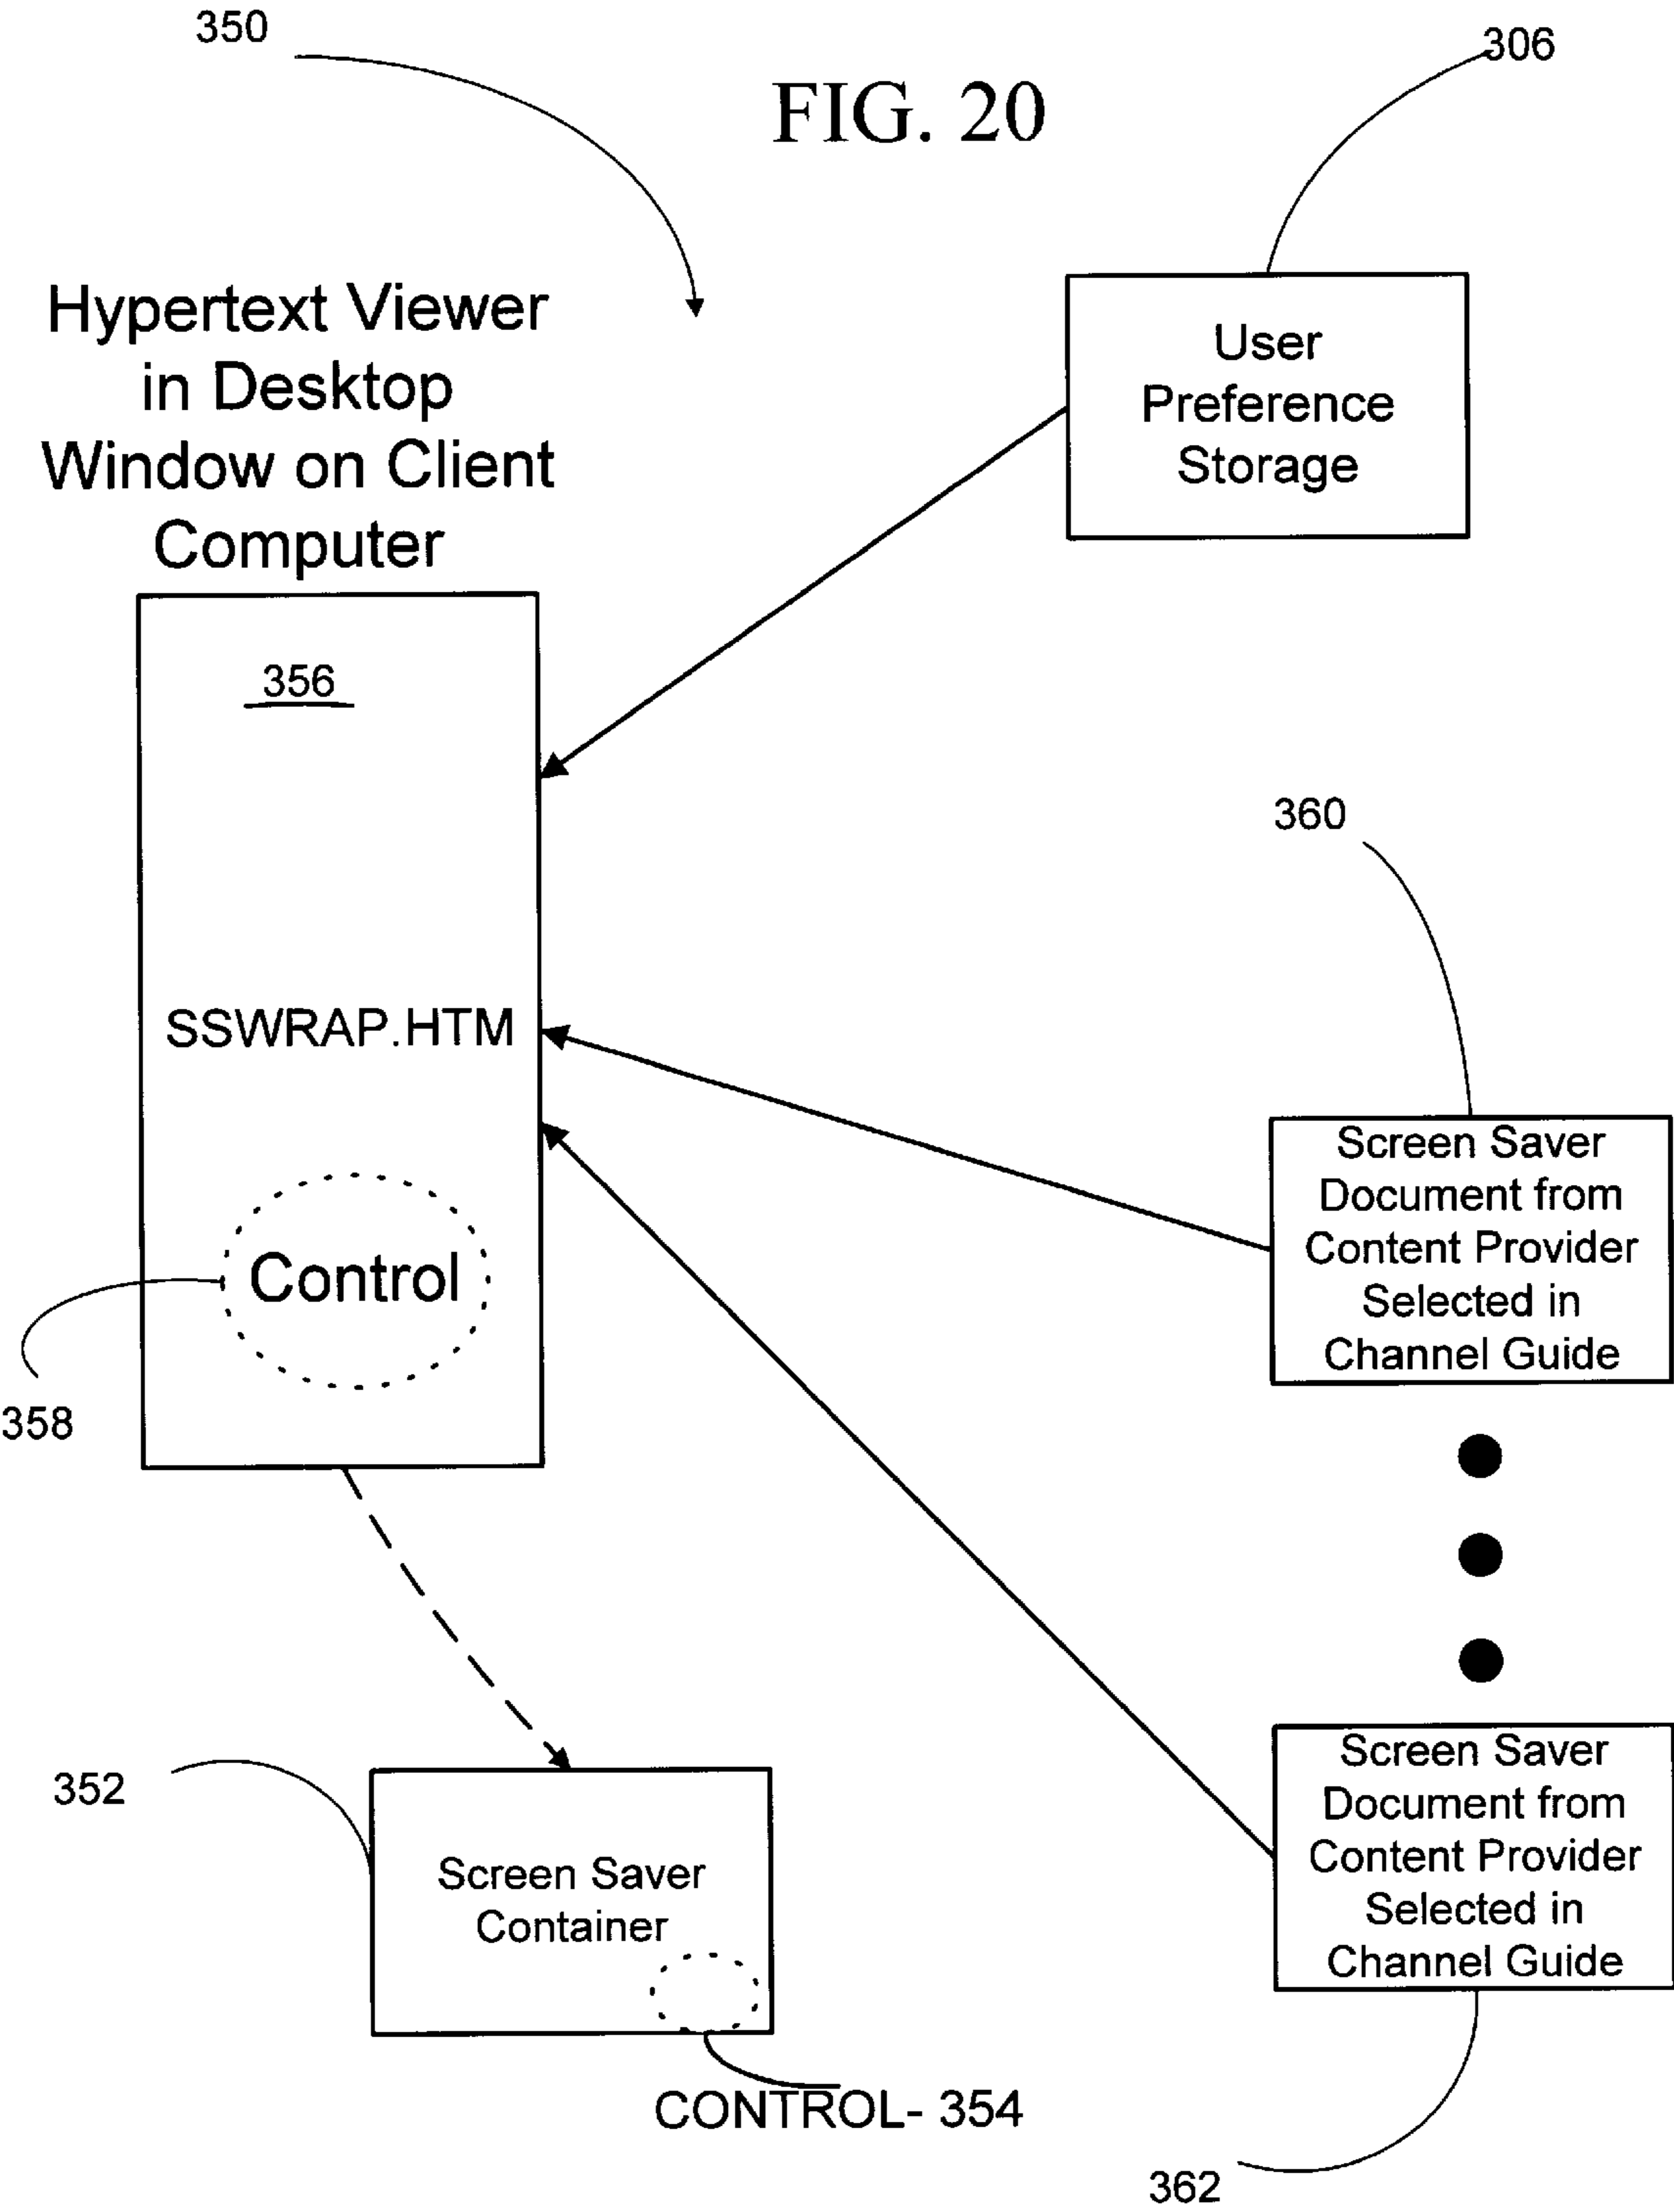 350
306
FIG. 20
Hypertext Viewer
in Desktop
Window on Client
Computer
User
Preference
Storage
356
360
SSWRAP.HTM
Screen Saver
Document from
Content Provider
Selected in
Channel Guide
Control
358
352
Screen Saver
Container
Screen Saver
Document from
Content Provider
Selected in
Channel Guide
CONTROL- 354
362